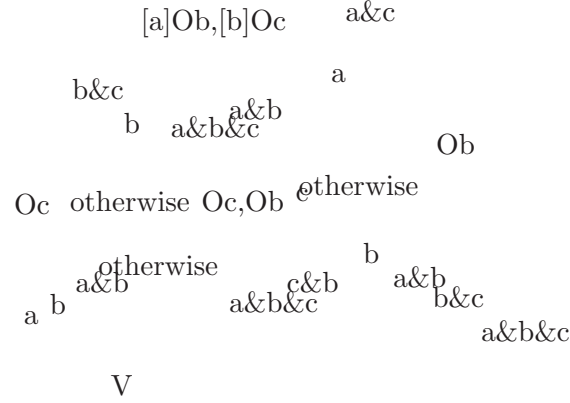 [a]Ob,[b]Oc
a&c
a
b&c
a&b
b
a&b&c
Ob
Oc
otherwise
Oc,Ob
c
otherwise
b
otherwise
a&b
c&b
a&b
a
b
a&b&c
b&c
a&b&c
V